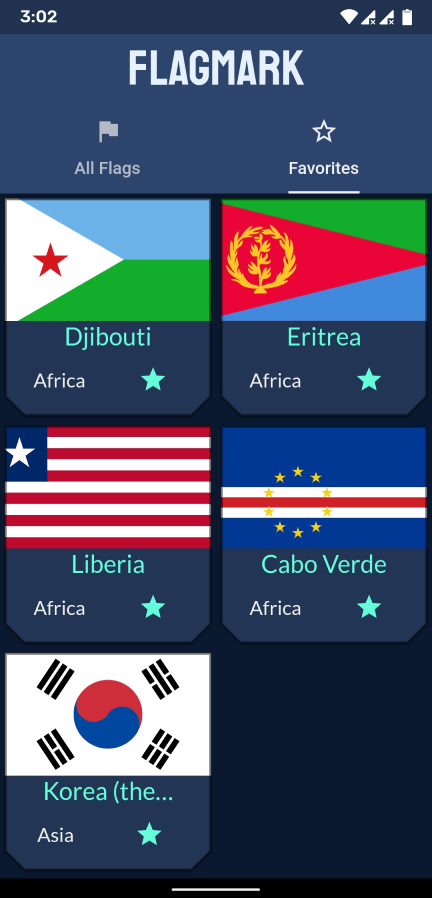 3:02
FLAGMARK
All Flags
Favorites
Djibouti
Eritrea
Africa
Africa
Liberia
Cabo Verde
Africa
Africa
Korea (the...
Asia